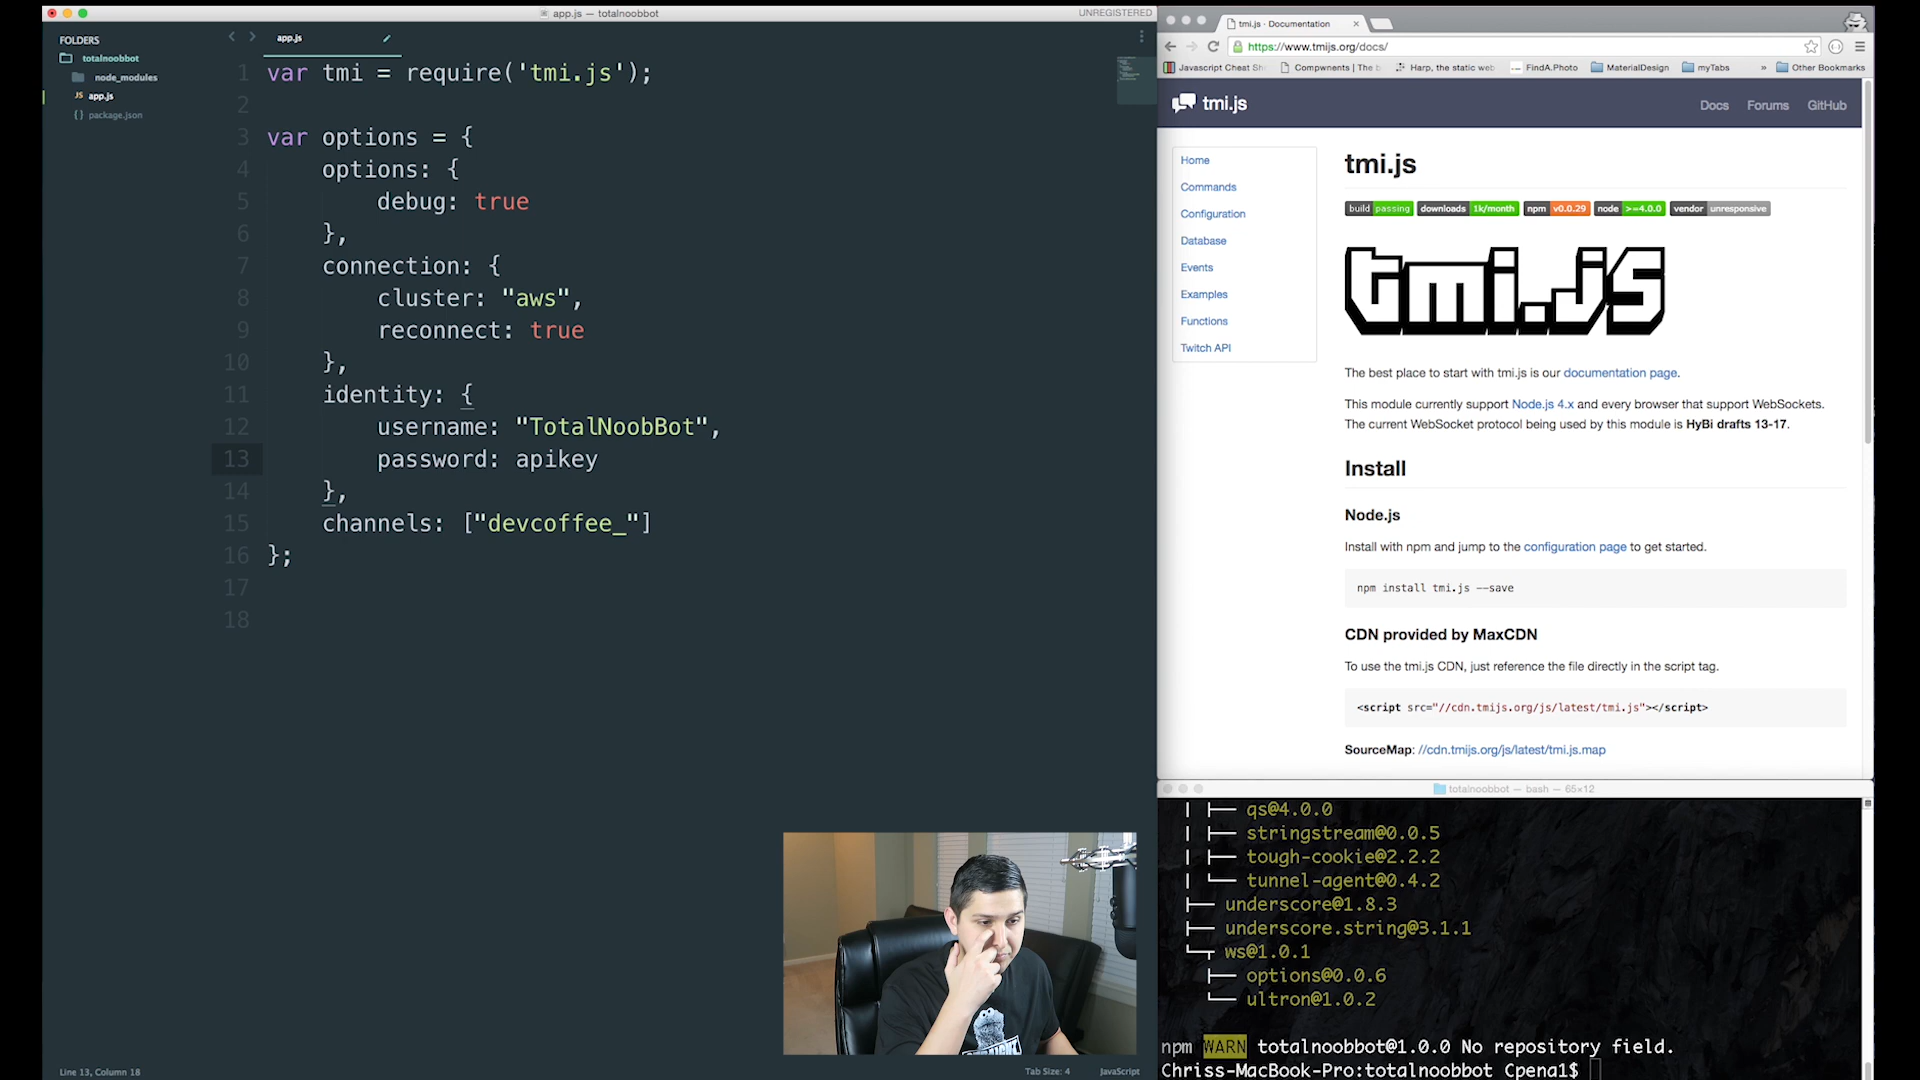 app.js — totalnoobbot
UNREGISTERED
FOLDERS
totalnoobbot
node_modules
app.js
package.json
app.js
1 var tmi = require('tmi.js');
2
3 var options = {
4 options: {
5 debug: true
6 },
7 connection: {
8 cluster: "aws",
9 reconnect: true
10 },
11 identity: {
12 username: "TotalNoobBot",
13 password: apikey
14 },
15 channels: ["devcoffee_"]
16 };
17
18
Line 13, Column 18
Tab Size: 4
JavaScript
tmi.js - Documentation
https://www.tmijs.org/docs/
Javascript Cheat Sh
Compwnents | The b
Harp, the static web
FindA.Photo
MaterialDesign
myTabs
»
Other Bookmarks
tmi.js
Docs
Forums
GitHub
Home
Commands
Configuration
Database
Events
Examples
Functions
Twitch API
tmi.js
build passing downloads 1k/month npm v0.0.29 node >=4.0.0 vendor unresponsive
tmi.js
The best place to start with tmi.js is our documentation page.
This module currently support Node.js 4.x and every browser that support WebSockets.
The current WebSocket protocol being used by this module is HyBi drafts 13-17.
Install
Node.js
Install with npm and jump to the configuration page to get started.
npm install tmi.js --save
CDN provided by MaxCDN
To use the tmi.js CDN, just reference the file directly in the script tag.
<script src="//cdn.tmijs.org/js/latest/tmi.js"></script>
SourceMap: //cdn.tmijs.org/js/latest/tmi.js.map
totalnoobbot — bash — 65×12
│ ├── qs@4.0.0
│ ├── stringstream@0.0.5
│ ├── tough-cookie@2.2.2
│ └── tunnel-agent@0.4.2
├── underscore@1.8.3
├── underscore.string@3.1.1
└─┬ ws@1.0.1
├── options@0.0.6
└── ultron@1.0.2
npm WARN totalnoobbot@1.0.0 No repository field.
Chriss-MacBook-Pro:totalnoobbot Cpena1$